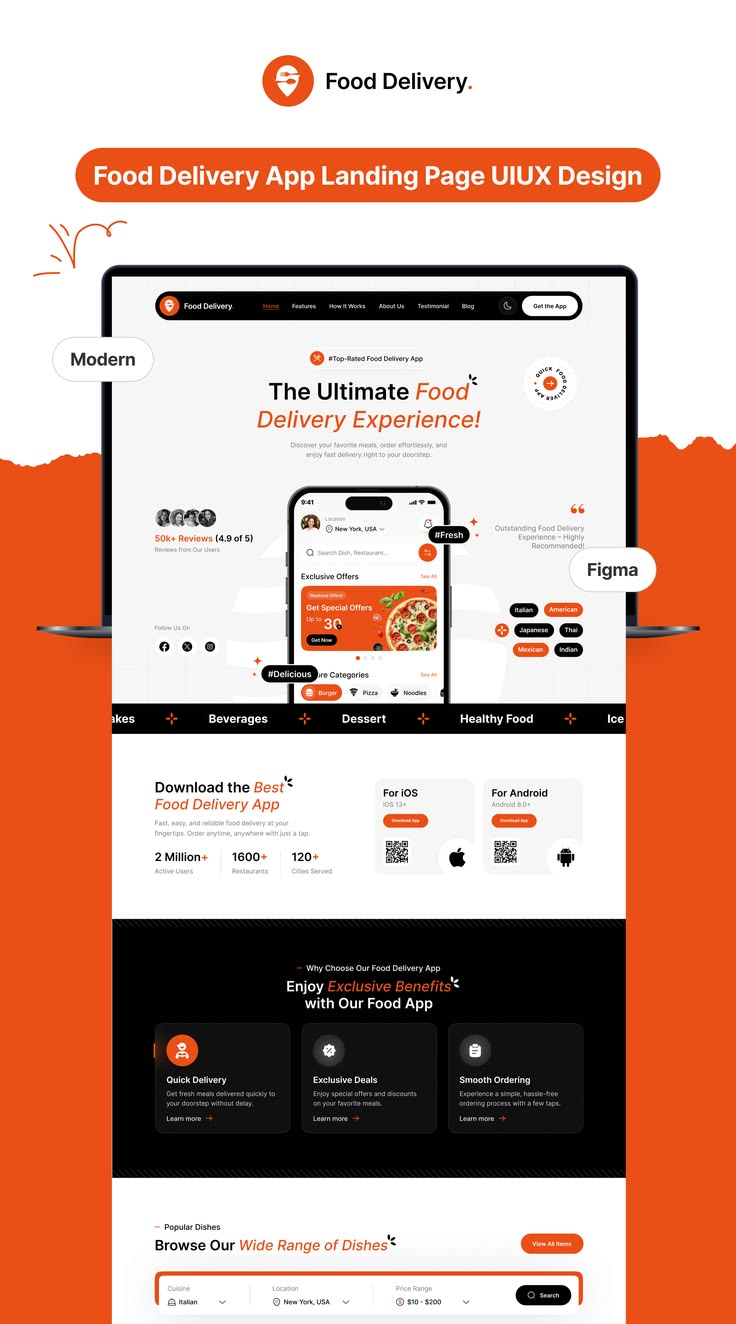 Food Delivery.
Food Delivery App Landing Page UIUX Design
Modern
Food Delivery.
Home
Features
How It Works
About Us
Testimonial
Blog
Get the App
#Top-Rated Food Delivery App
The Ultimate Food
Delivery Experience!
Discover your favorite meals, order effortlessly, and
enjoy fast delivery right to your doorstep.
QUICK FOOD DELIVER APP
50k+ Reviews (4.9 of 5)
Reviews from Our Users
Follow Us On
9:41
Location
New York, USA
Search Dish, Restaurant...
Exclusive Offers
See All
Weekend Offers!
Get Special Offers
Up to 30
Get Now
ore Categories
See All
Burger
Pizza
Noodles
#Fresh
#Delicious
Outstanding Food Delivery
Experience – Highly
Recommended!
Figma
Italian
American
Japanese
Thai
Mexican
Indian
akes
Beverages
Dessert
Healthy Food
Ice
Download the Best
Food Delivery App
Fast, easy, and reliable food delivery at your
fingertips. Order anytime, anywhere with just a tap.
2 Million+
Active Users
1600+
Restaurants
120+
Cities Served
For iOS
iOS 13+
Download App
For Android
Android 8.0+
Download App
Why Choose Our Food Delivery App
Enjoy Exclusive Benefits
with Our Food App
Quick Delivery
Get fresh meals delivered quickly to
your doorstep without delay.
Learn more
Exclusive Deals
Enjoy special offers and discounts
on your favorite meals.
Learn more
Smooth Ordering
Experience a simple, hassle-free
ordering process with a few taps.
Learn more
Popular Dishes
Browse Our Wide Range of Dishes
View All Items
Cuisine
Italian
Location
New York, USA
Price Range
$10 - $200
Search